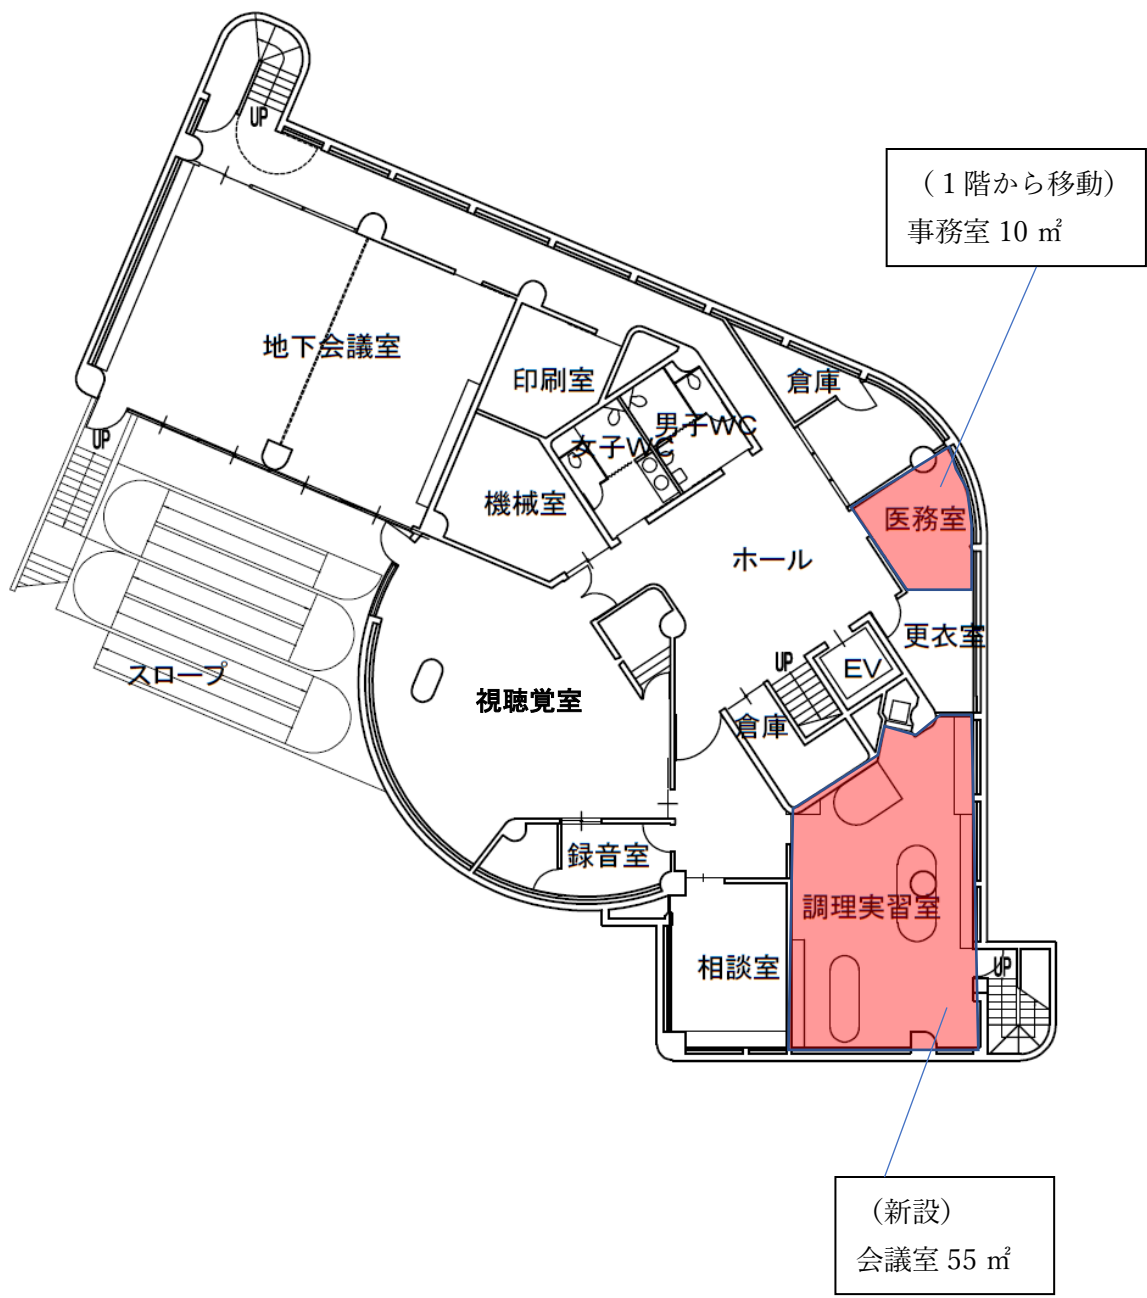 UP
（１階から移動）
事務室 10 ㎡
地下会議室
印刷室
倉庫
男子WC
女子WC
UP
機械室
医務室
ホール
更衣室
UP
EV
スロープ
視聴覚室
倉庫
録音室
調理実習室
相談室
UP
（新設）
会議室 55 ㎡